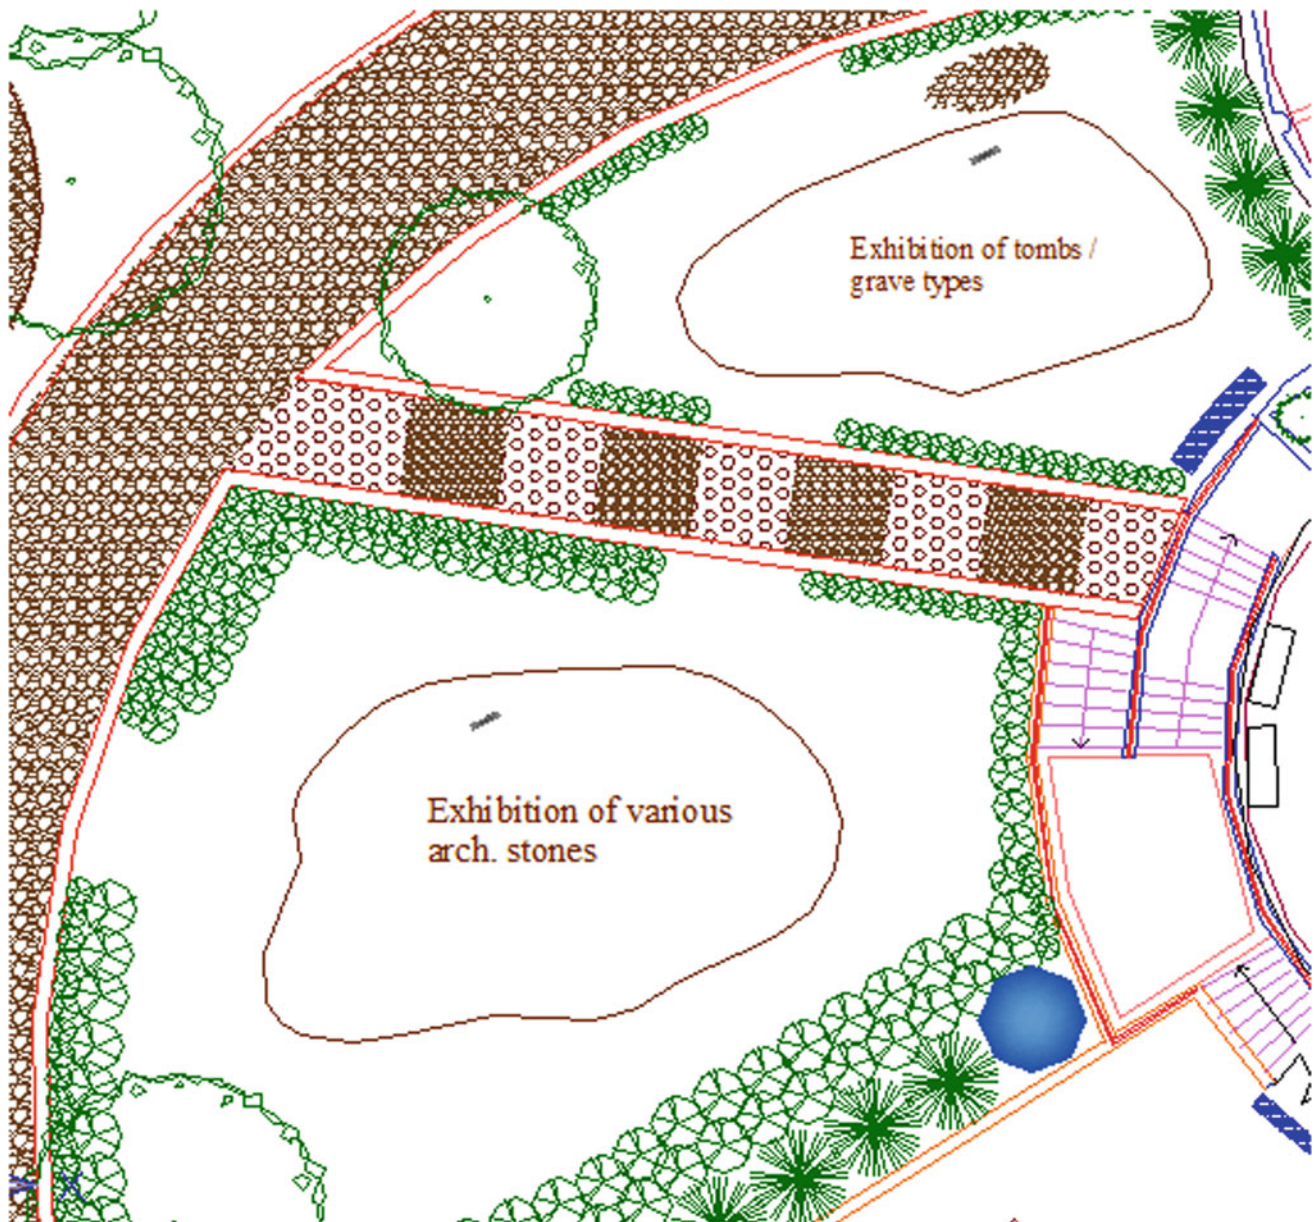 Exhibition of tombs /
grave types
Exhibition of various
arch. stones